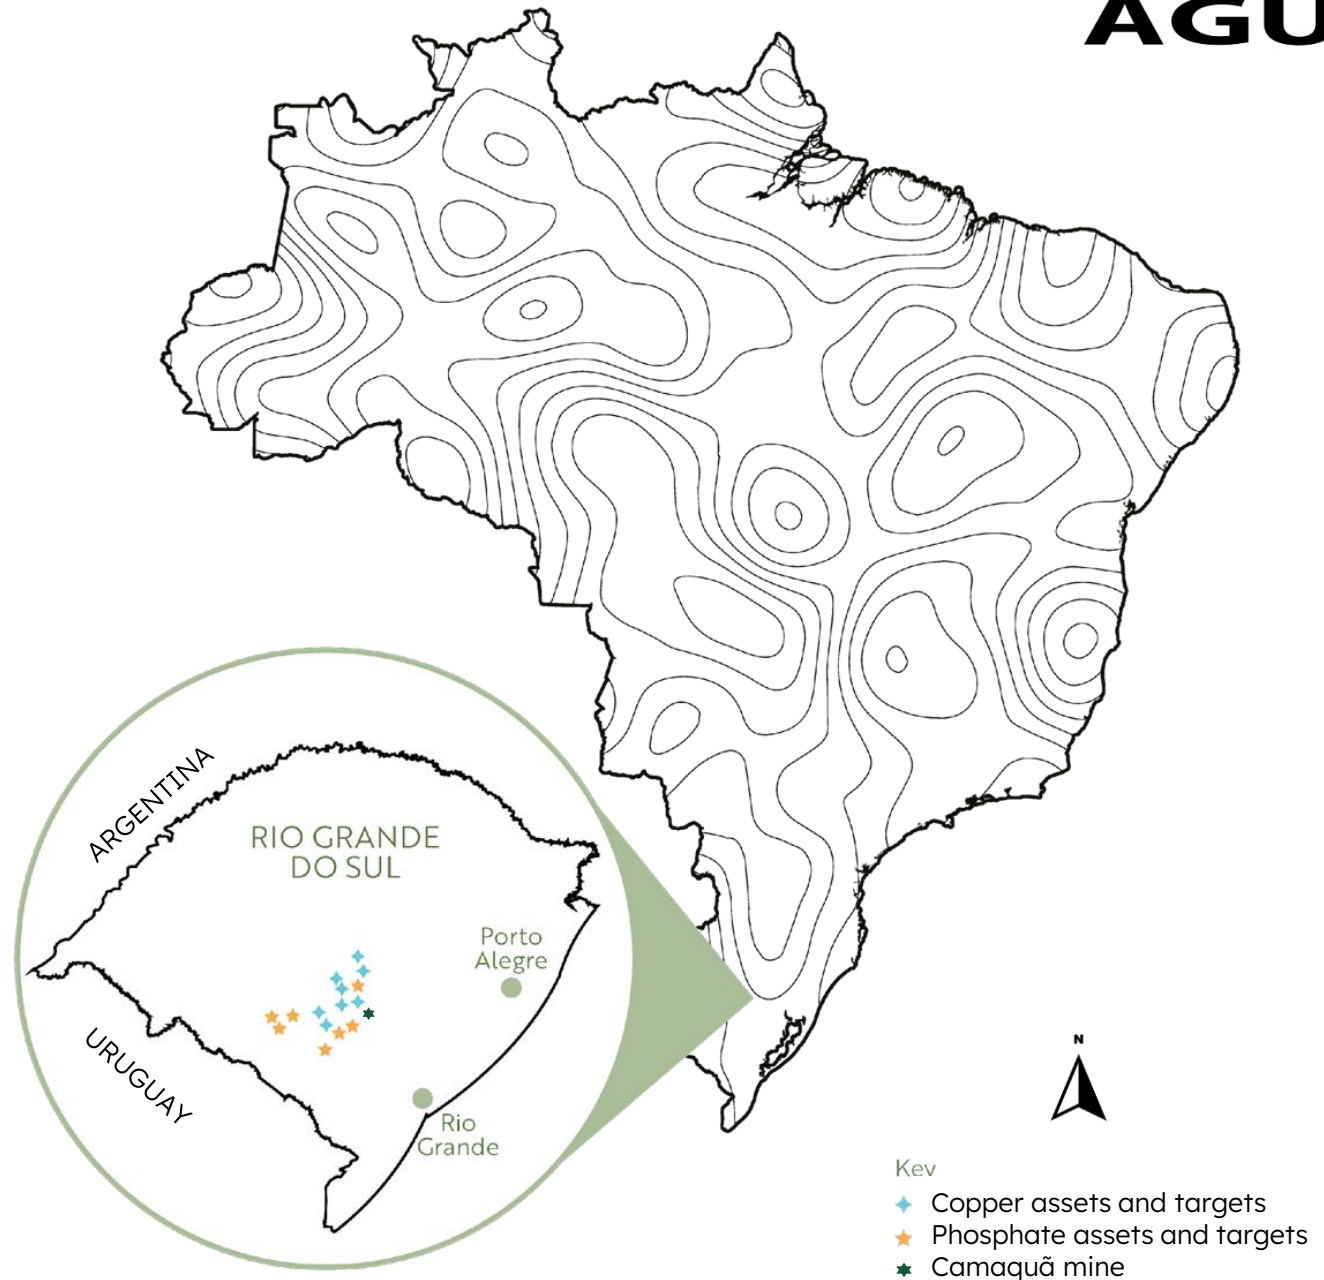 AGU
ARGENTINA
RIO GRANDE
DO SUL
Porto
Alegre
URUGUAY
Rio
Grande
N
Key
Copper assets and targets
Phosphate assets and targets
Camaquã mine